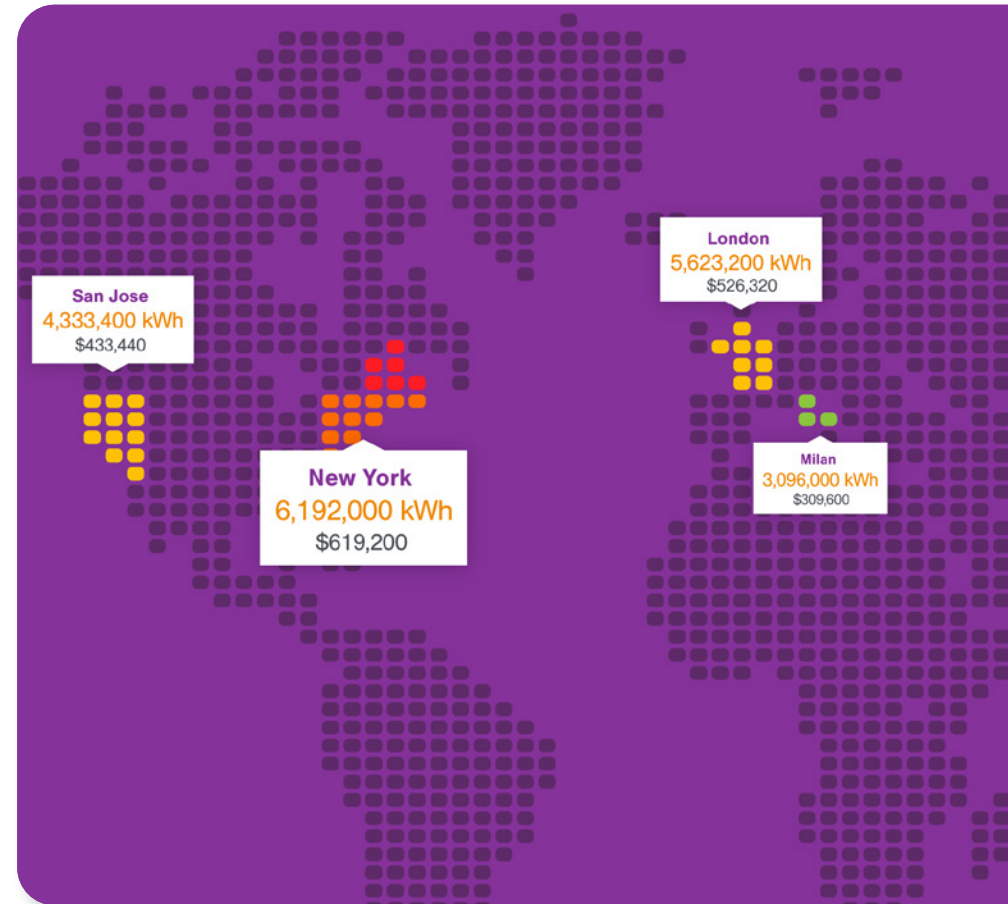 San Jose
4,333,400 kWh
$433,440
New York
6,192,000 kWh
$619,200
London
5,623,200 kWh
$526,320
Milan
3,096,000 kWh
$309,600